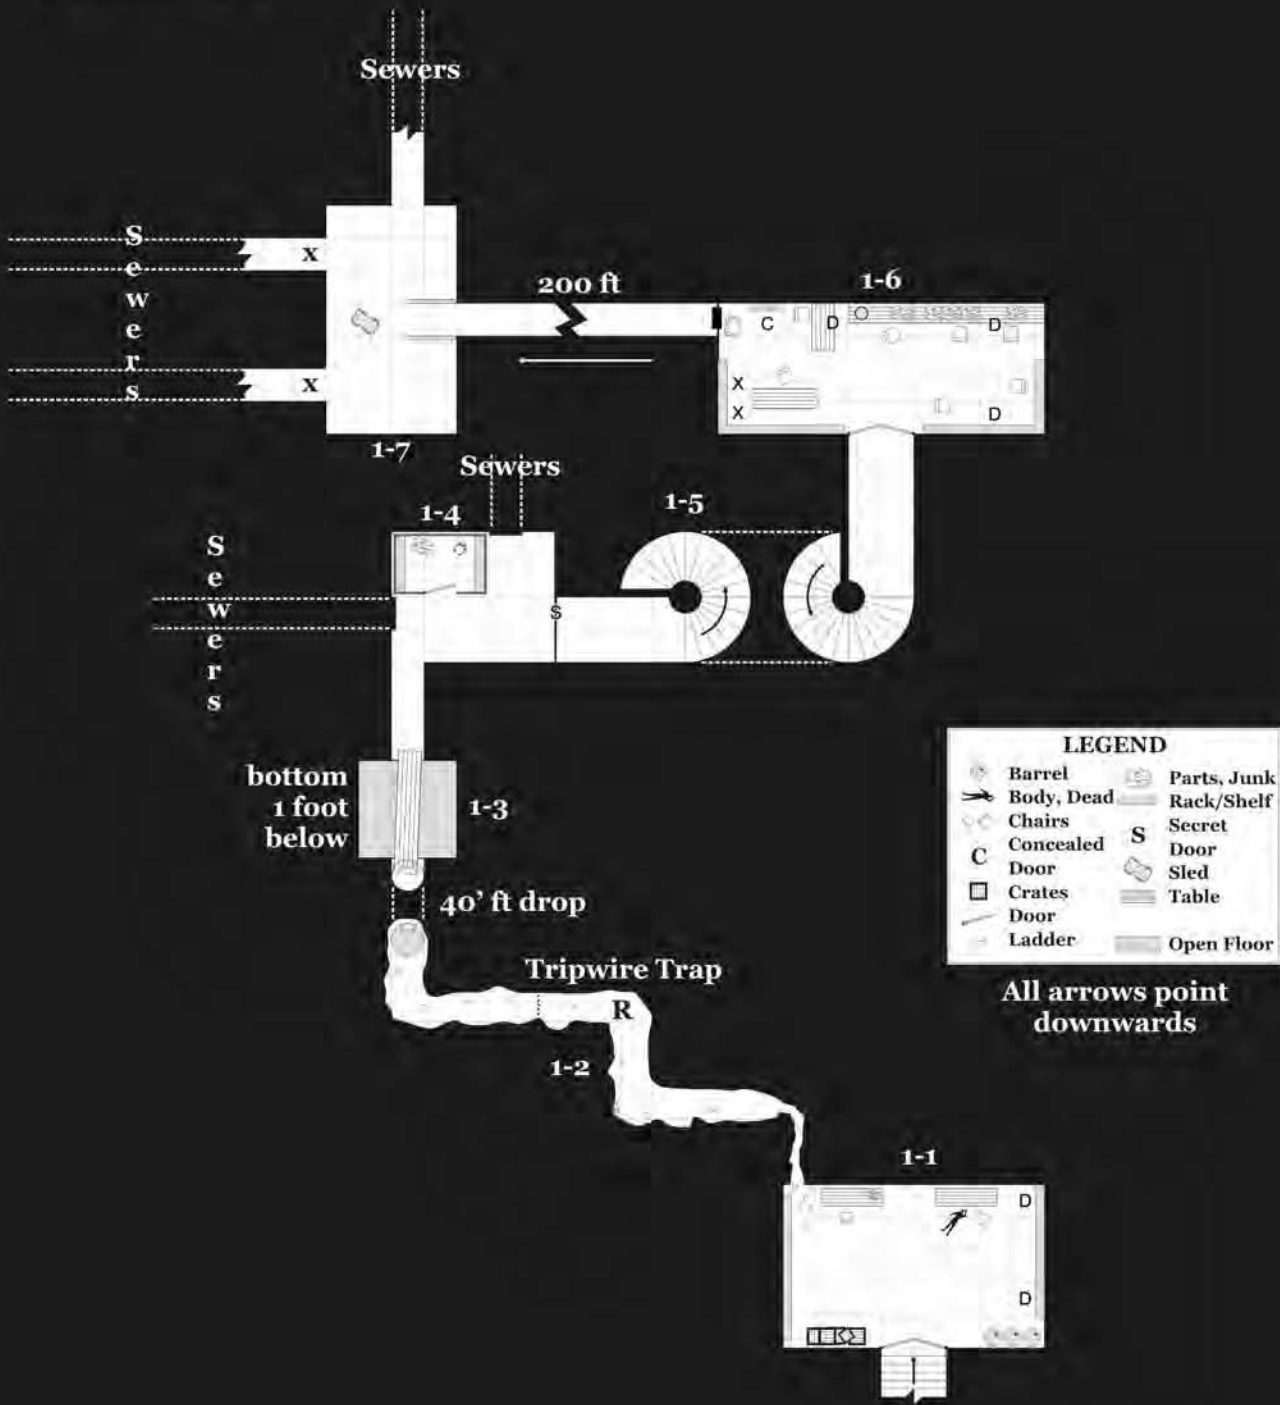 Sewers
S
e
w
e
r
s
x
x
200 ft
1-6
C
D
D
D
X
X
1-7
Sewers
1-4
1-5
S
e
w
e
r
s
S
bottom
1 foot
below
1-3
40' ft drop
Tripwire Trap
R
1-2
1-1
D
D
LEGEND
Barrel
Body, Dead
Chairs
C Concealed
Door
Crates
Door
Ladder
Parts, Junk
Rack/Shelf
S Secret
Door
Sled
Table
Open Floor
All arrows point
downwards